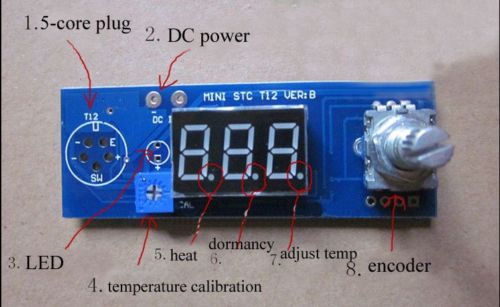 1.5-core plug
2. DC power
MINI STC T12 VER:B
T12
DC I
- E
- +
SW
+
CAL
3. LED
4. temperature calibration
5. heat
6. dormancy
7. adjust temp
8. encoder